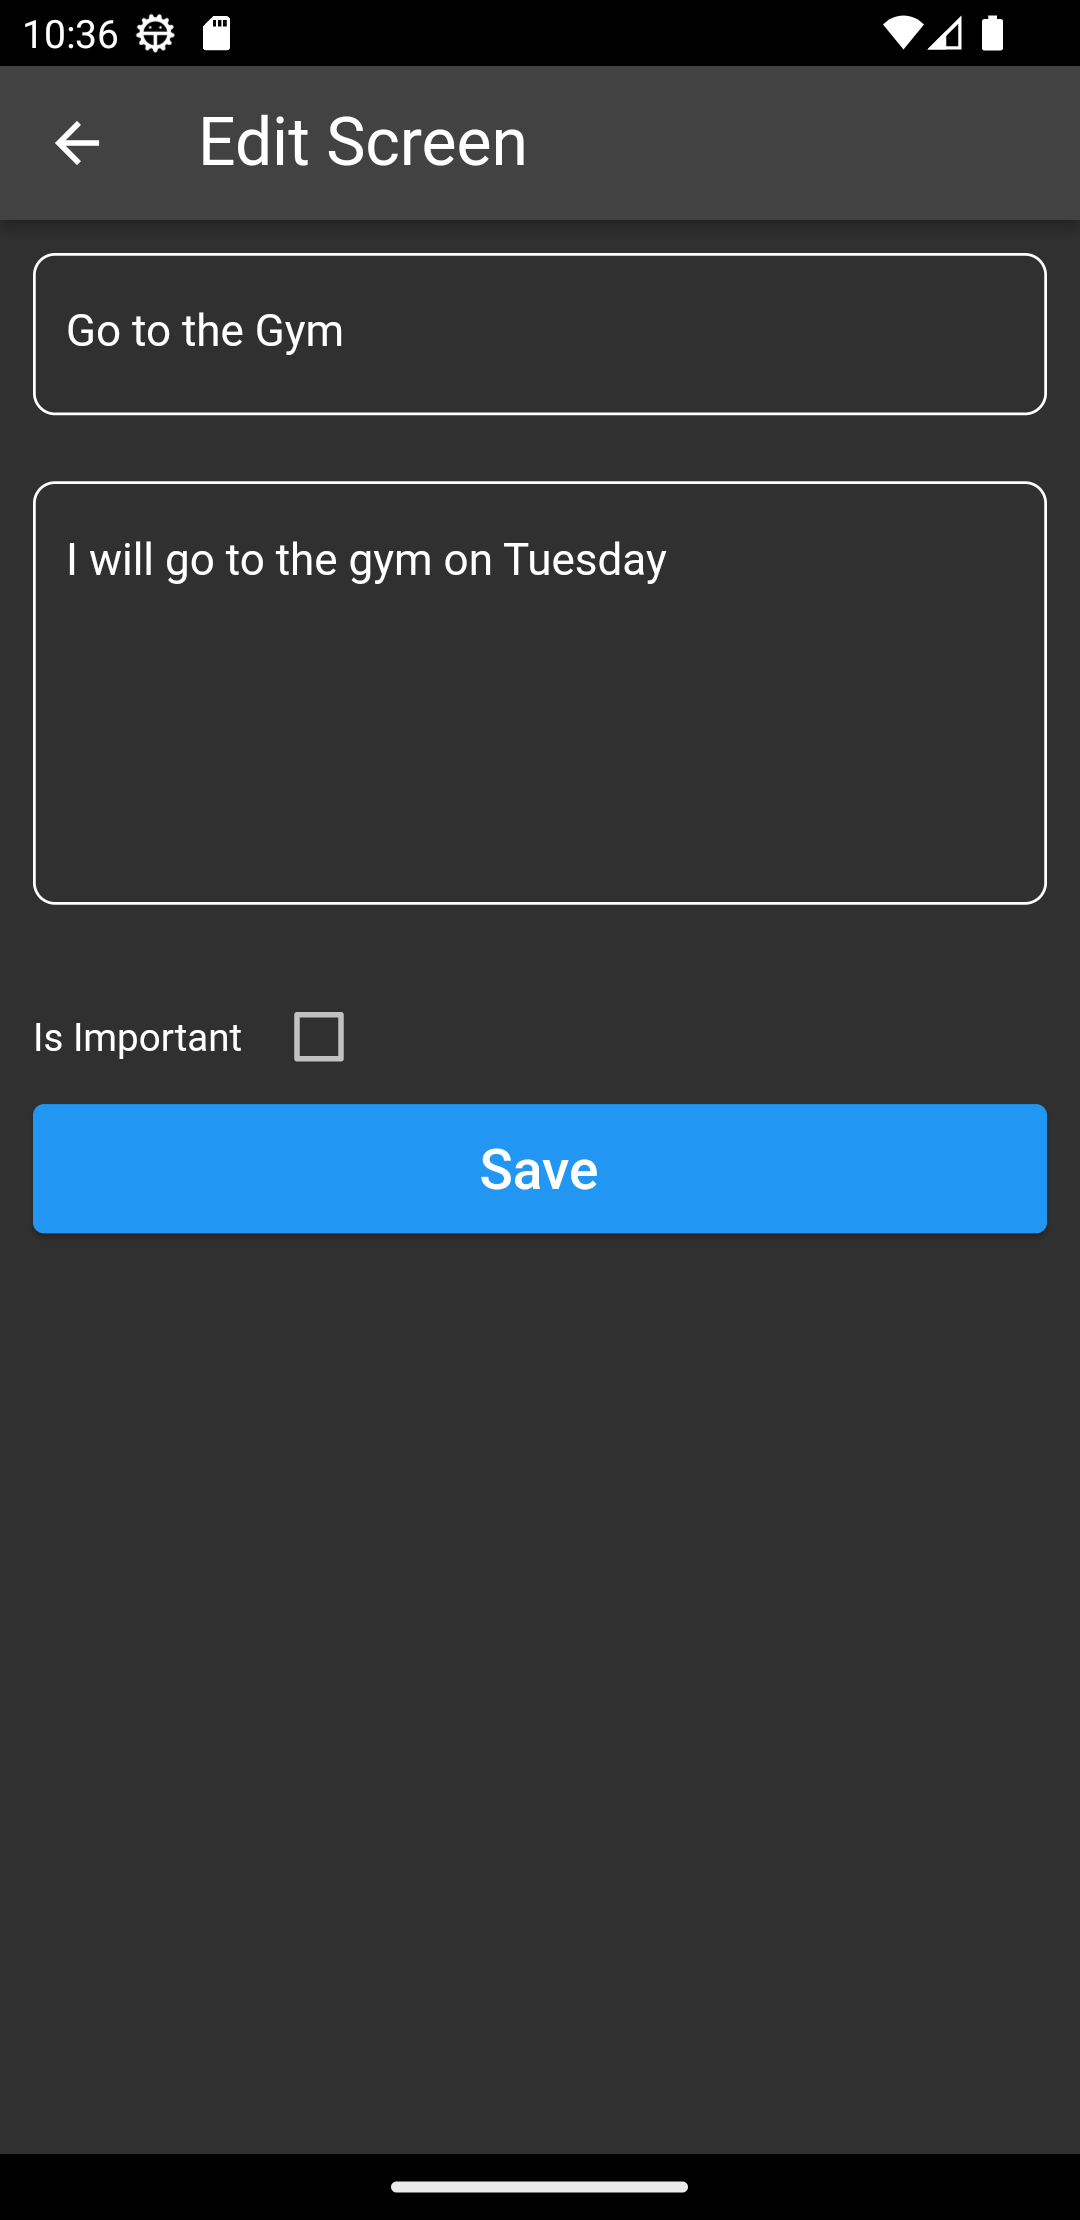 10:36
Edit Screen
Go to the Gym
I will go to the gym on Tuesday
Is Important
Save